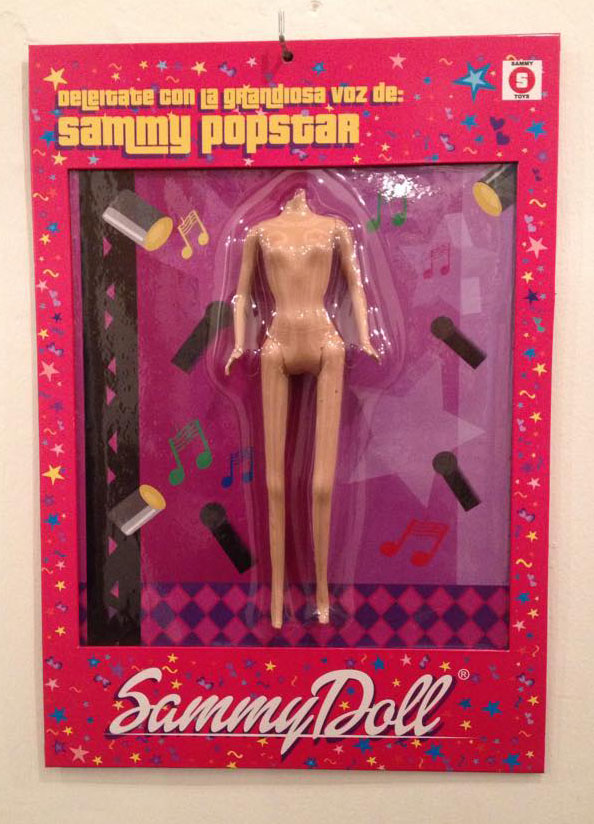 DELEITATE CON LA GRANDIOSA VOZ DE:
SAMMY POPSTAR
SAMMY
S
TOYS
SammyDoll®